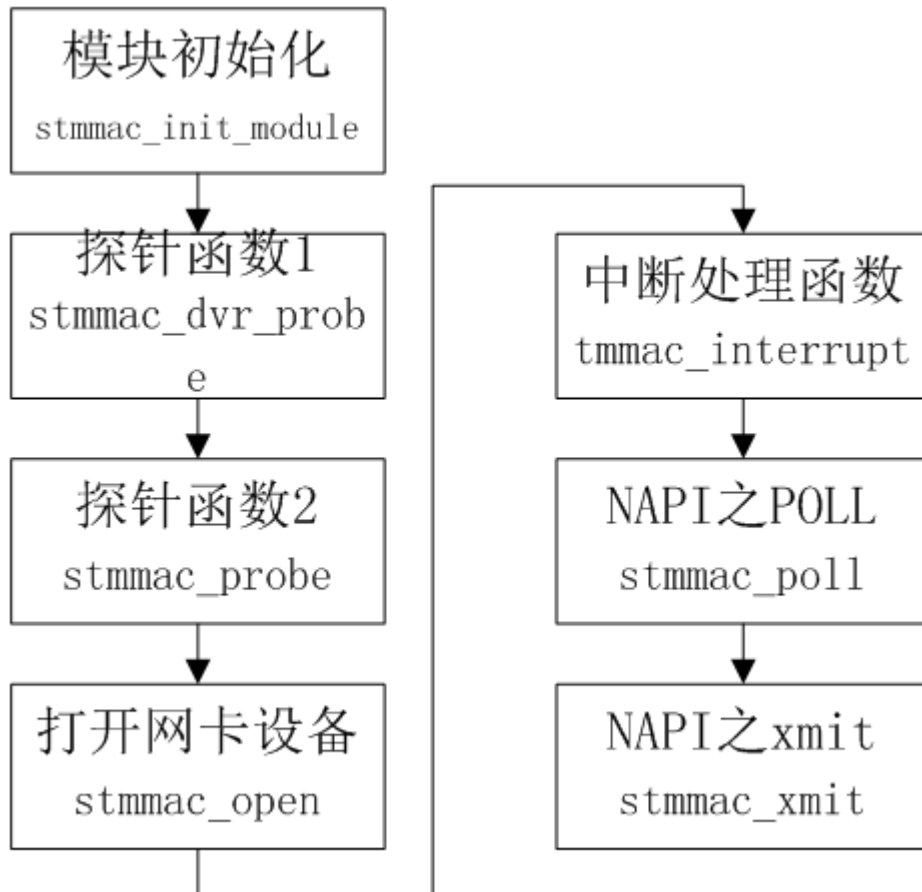 模块初始化
stmmac_init_module
探针函数1
stmmac_dvr_prob
e
探针函数2
stmmac_probe
打开网卡设备
stmmac_open
中断处理函数
tmmac_interrupt
NAPI之POLL
stmmac_poll
NAPI之xmit
stmmac_xmit